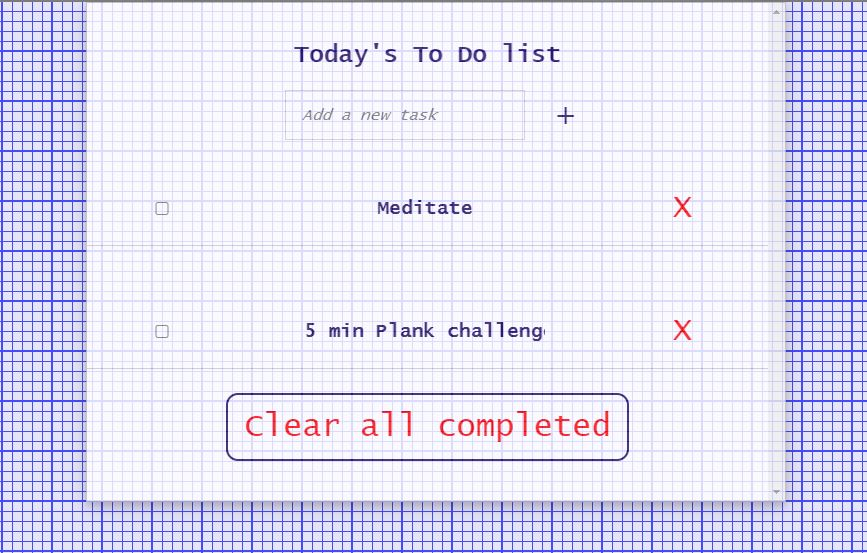 Today's To Do list
Add a new task +
Meditate X
5 min Plank challeng X
Clear all completed